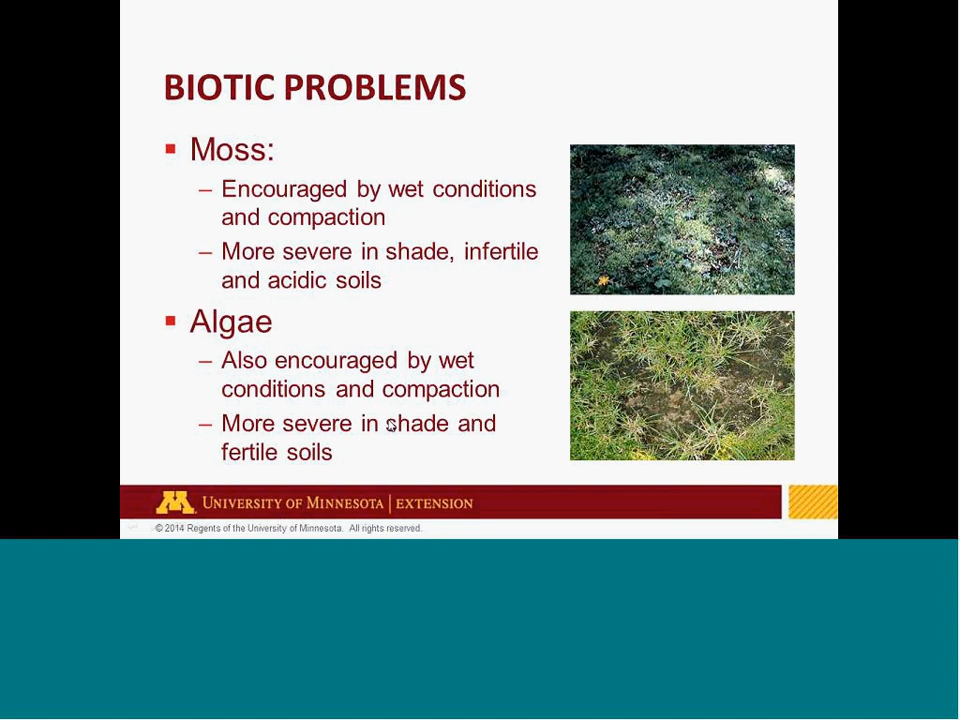 BIOTIC PROBLEMS
▪ Moss:
– Encouraged by wet conditions
and compaction
– More severe in shade, infertile
and acidic soils
▪ Algae
– Also encouraged by wet
conditions and compaction
– More severe in shade and
fertile soils
M UNIVERSITY OF MINNESOTA | EXTENSION
© 2014 Regents of the University of Minnesota. All rights reserved.